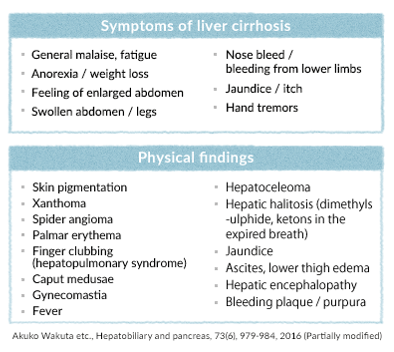 Symptoms of liver cirrhosis
General malaise, fatigue
Anorexia / weight loss
Feeling of enlarged abdomen
Swollen abdomen / legs
Nose bleed /
bleeding from lower limbs
Jaundice / itch
Hand tremors
Physical findings
Skin pigmentation
Xanthoma
Spider angioma
Palmar erythema
Finger clubbing
(hepatopulmonary syndrome)
Caput medusae
Gynecomastia
Fever
Hepatoceleoma
Hepatic halitosis (dimethyls
-ulphide, ketons in the
expired breath)
Jaundice
Ascites, lower thigh edema
Hepatic encephalopathy
Bleeding plaque / purpura
Akuko Wakuta etc., Hepatobiliary and pancreas, 73(6), 979-984, 2016 (Partially modified)